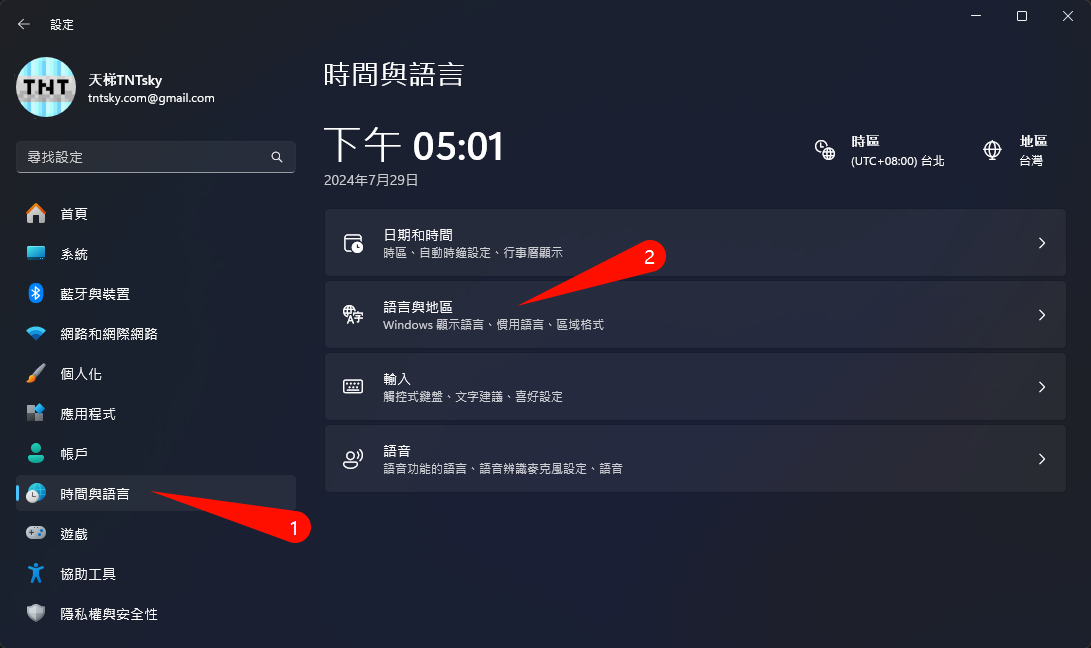 設定
TNT
天梯TNTsky
tntsky.com@gmail.com
尋找設定
首頁
系統
藍牙與裝置
網路和網際網路
個人化
應用程式
帳戶
時間與語言
1
遊戲
協助工具
隱私權與安全性
時間與語言
下午 05:01
2024年7月29日
時區
(UTC+08:00) 台北
地區
台灣
日期和時間
時區、自動時鐘設定、行事曆顯示
2
語言與地區
Windows 顯示語言、慣用語言、區域格式
輸入
觸控式鍵盤、文字建議、喜好設定
語音
語音功能的語言、語音辨識麥克風設定、語音